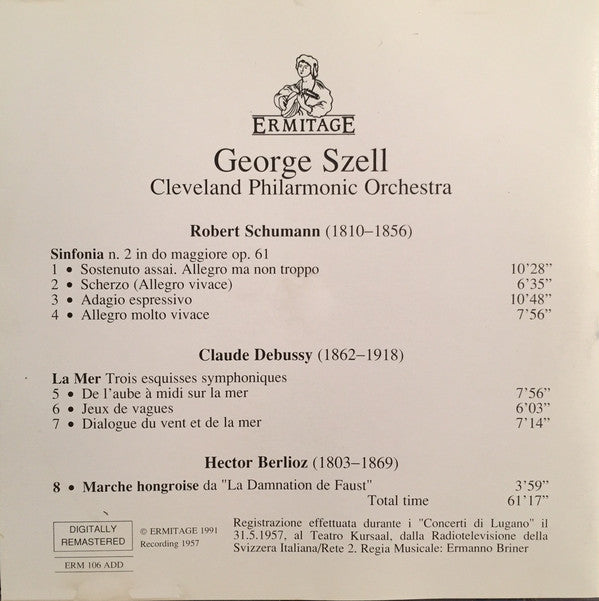 ERMITAGE
George Szell
Cleveland Philarmonic Orchestra
Robert Schumann (1810–1856)
Sinfonia n. 2 in do maggiore op. 61
1 • Sostenuto assai. Allegro ma non troppo 10'28"
2 • Scherzo (Allegro vivace) 6'35"
3 • Adagio espressivo 10'48"
4 • Allegro molto vivace 7'56"
Claude Debussy (1862–1918)
La Mer Trois esquisses symphoniques
5 • De l'aube à midi sur la mer 7'56"
6 • Jeux de vagues 6'03"
7 • Dialogue du vent et de la mer 7'14"
Hector Berlioz (1803–1869)
8 • Marche hongroise da "La Damnation de Faust" 3'59"
Total time 61'17"
DIGITALLY
REMASTERED
ERM 106 ADD
© ERMITAGE 1991
Recording 1957
Registrazione effettuata durante i "Concerti di Lugano" il
31.5.1957, al Teatro Kursaal, dalla Radiotelevisione della
Svizzera Italiana/Rete 2. Regia Musicale: Ermanno Briner